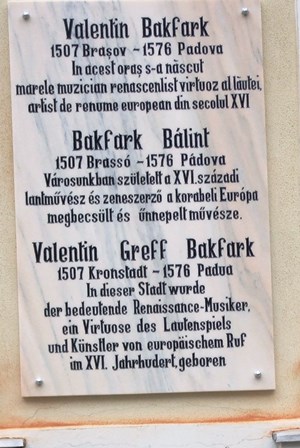 Valentin Bakfark
1507 Brașov ~ 1576 Padova
In acest oraș s-a născut
marele muzician renascenlist virtuoz al lăutei,
artist de renume european din secolul XVI
Bakfark Bálint
1507 Brassó ~ 1576 Pádova
Városunkban született a XVI. századi
lantművész és zeneszerző a korabeli Európa
megbecsült és ünnepelt művésze.
Valentin Greff Bakfark
1507 Kronstadt ~ 1576 Padua
In dieser Stadt wurde
der bedeutende Renaissance-Musiker,
ein Virtuose des Lautenspiels
und Künstler von europäischem Ruf
im XVI. Jahrhudert, geboren